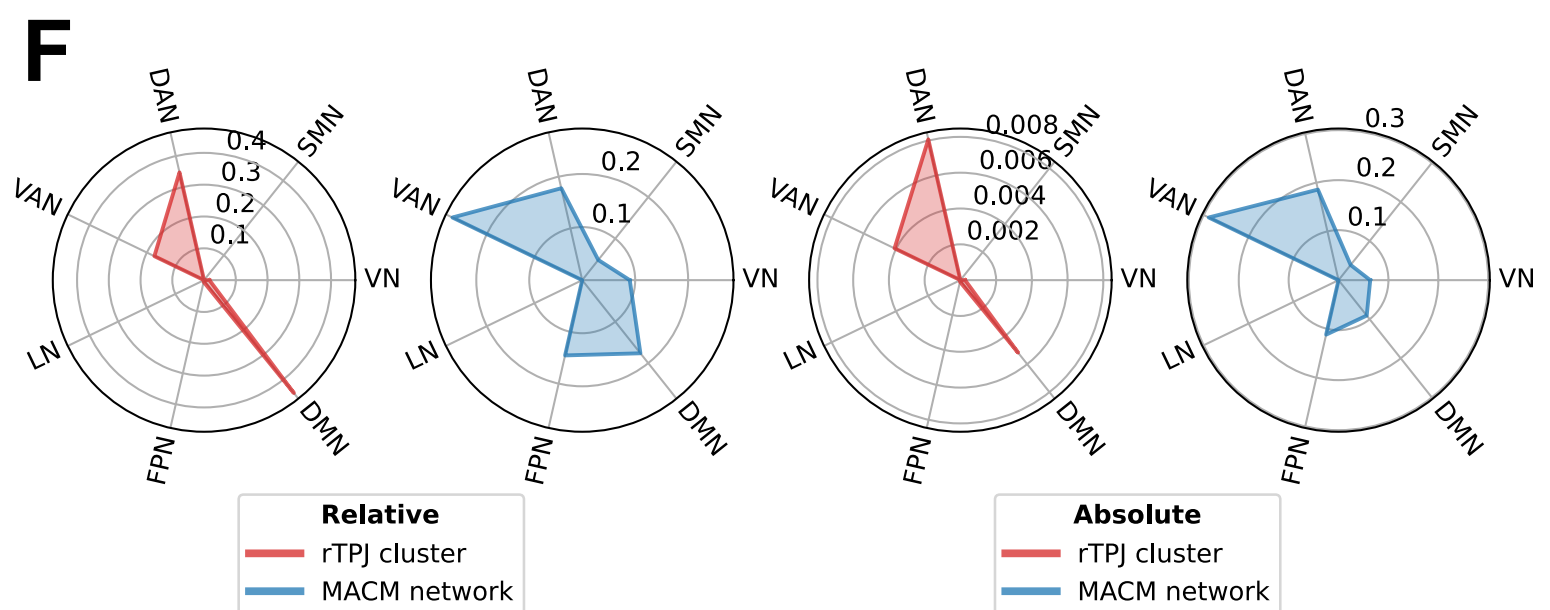 F
DAN
SMN
VAN
VN
LN
FPN
DMN
0.4
0.3
0.2
0.1
DAN
SMN
VAN
VN
LN
FPN
DMN
0.2
0.1
DAN
SMN
VAN
VN
LN
FPN
DMN
0.008
0.006
0.004
0.002
DAN
SMN
VAN
VN
LN
FPN
DMN
0.3
0.2
0.1
Relative
rTPJ cluster
MACM network
Absolute
rTPJ cluster
MACM network